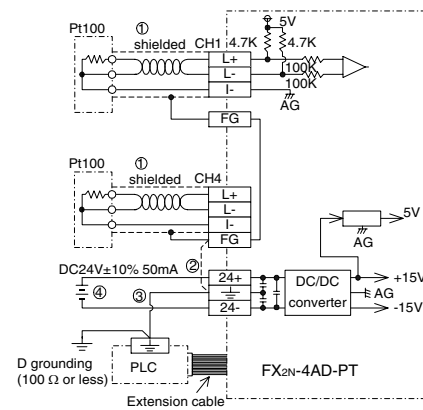 Pt100
①
shielded
CH1
4.7K
5V
4.7K
L+
L-
I-
100K
100K
AG
FG
Pt100
①
shielded
CH4
L+
L-
I-
FG
②
5V
AG
DC24V±10% 50mA
24+
24-
④
③
DC/DC
converter
+15V
AG
-15V
D grounding
(100 Ω or less)
PLC
FX2N-4AD-PT
Extension cable